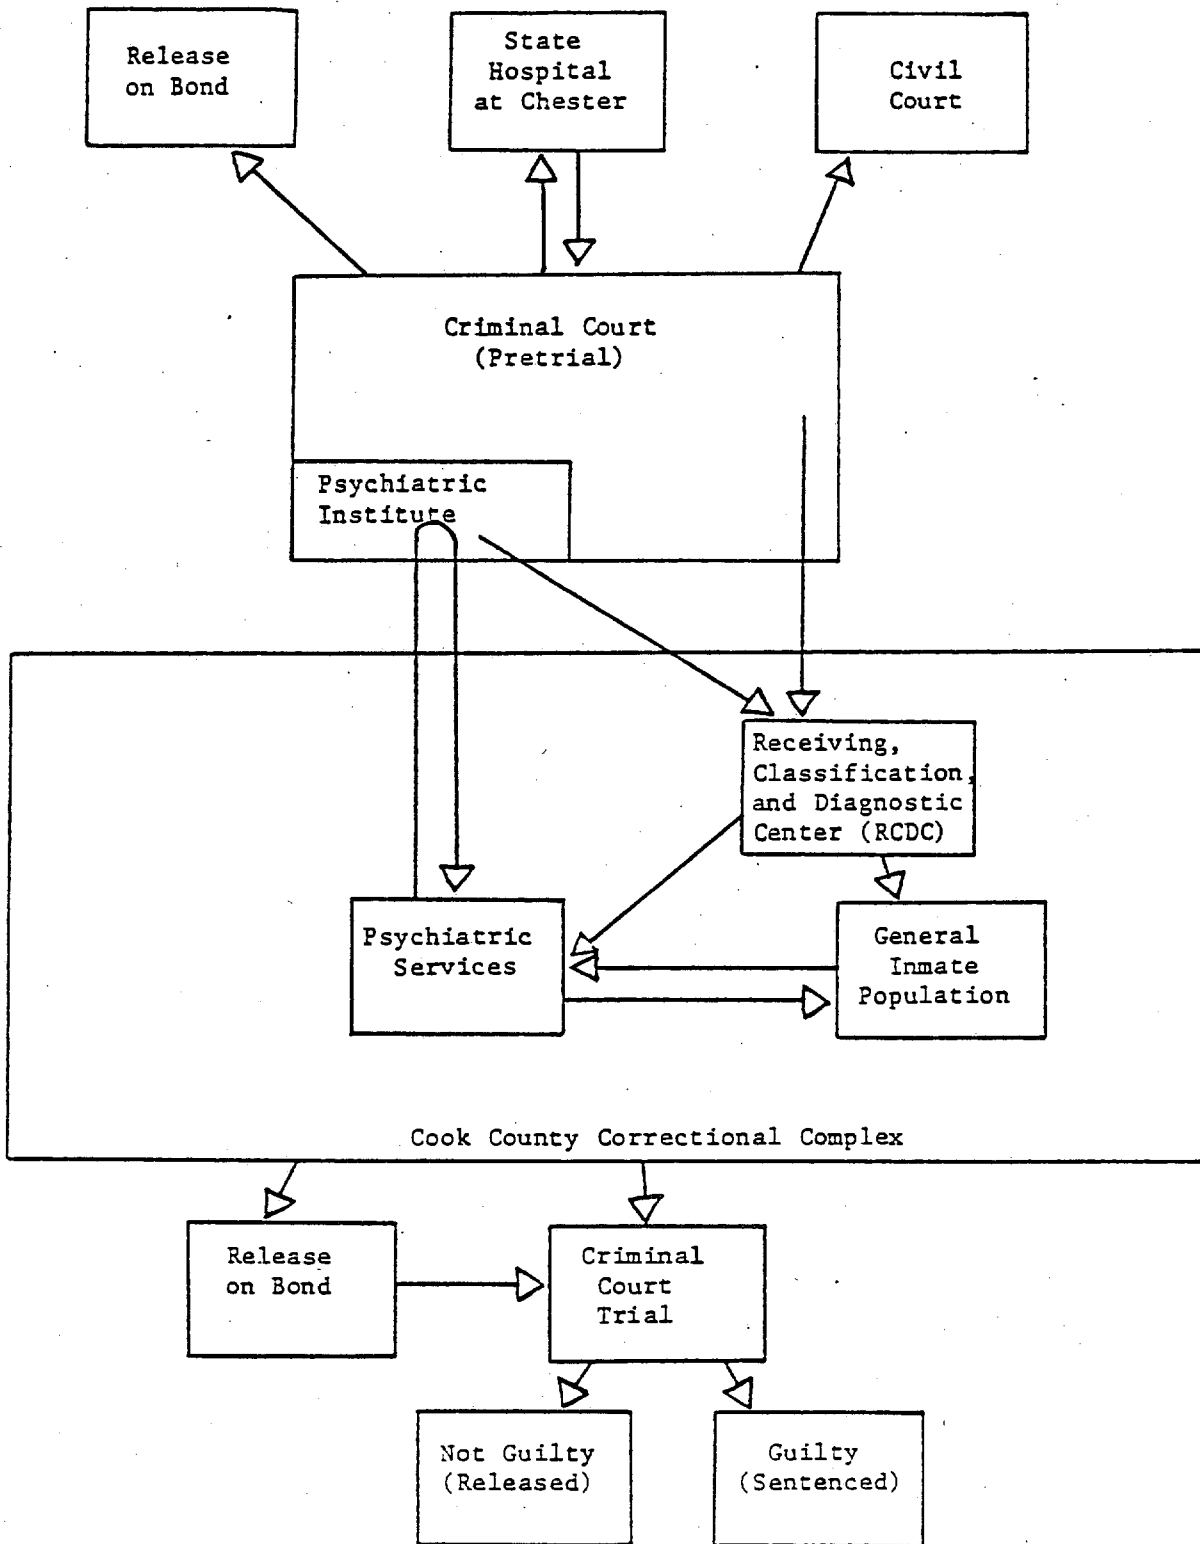 Release
on Bond
State
Hospital
at Chester
Civil
Court
Criminal Court
(Pretrial)
Psychiatric
Institute
Receiving,
Classification,
and Diagnostic
Center (RCDC)
Psychiatric
Services
General
Inmate
Population
Cook County Correctional Complex
Release
on Bond
Criminal
Court
Trial
Not Guilty
(Released)
Guilty
(Sentenced)